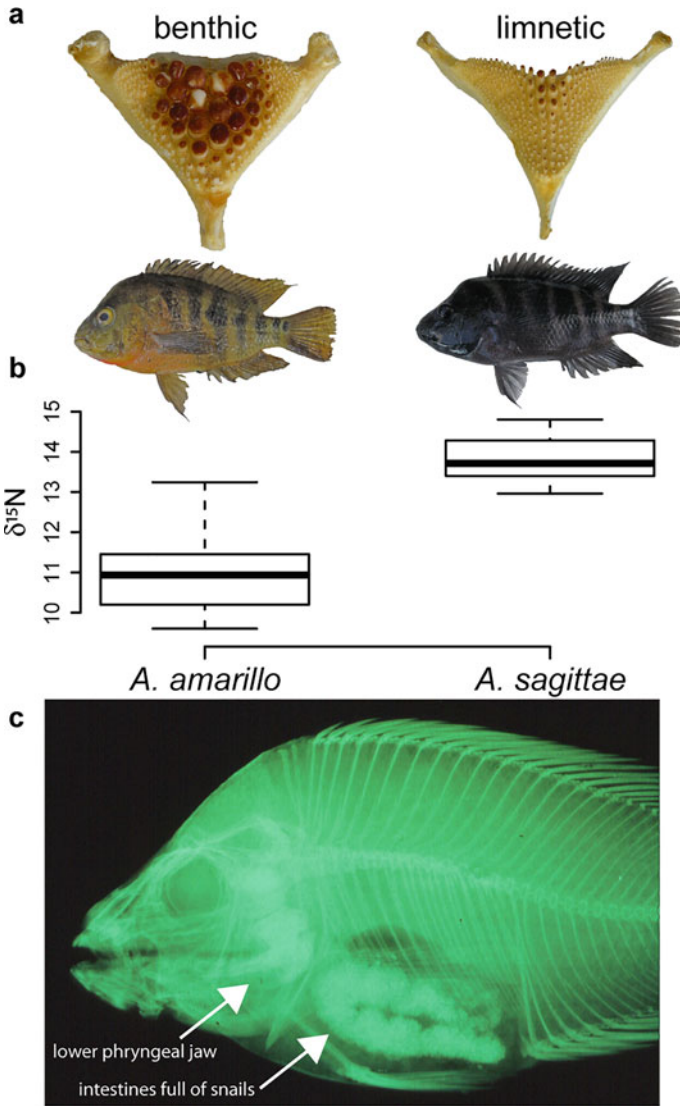 a
benthic
limnetic
b
δ15N
15
14
13
12
11
10
A. amarillo
A. sagittae
c
lower phryngeal jaw
intestines full of snails